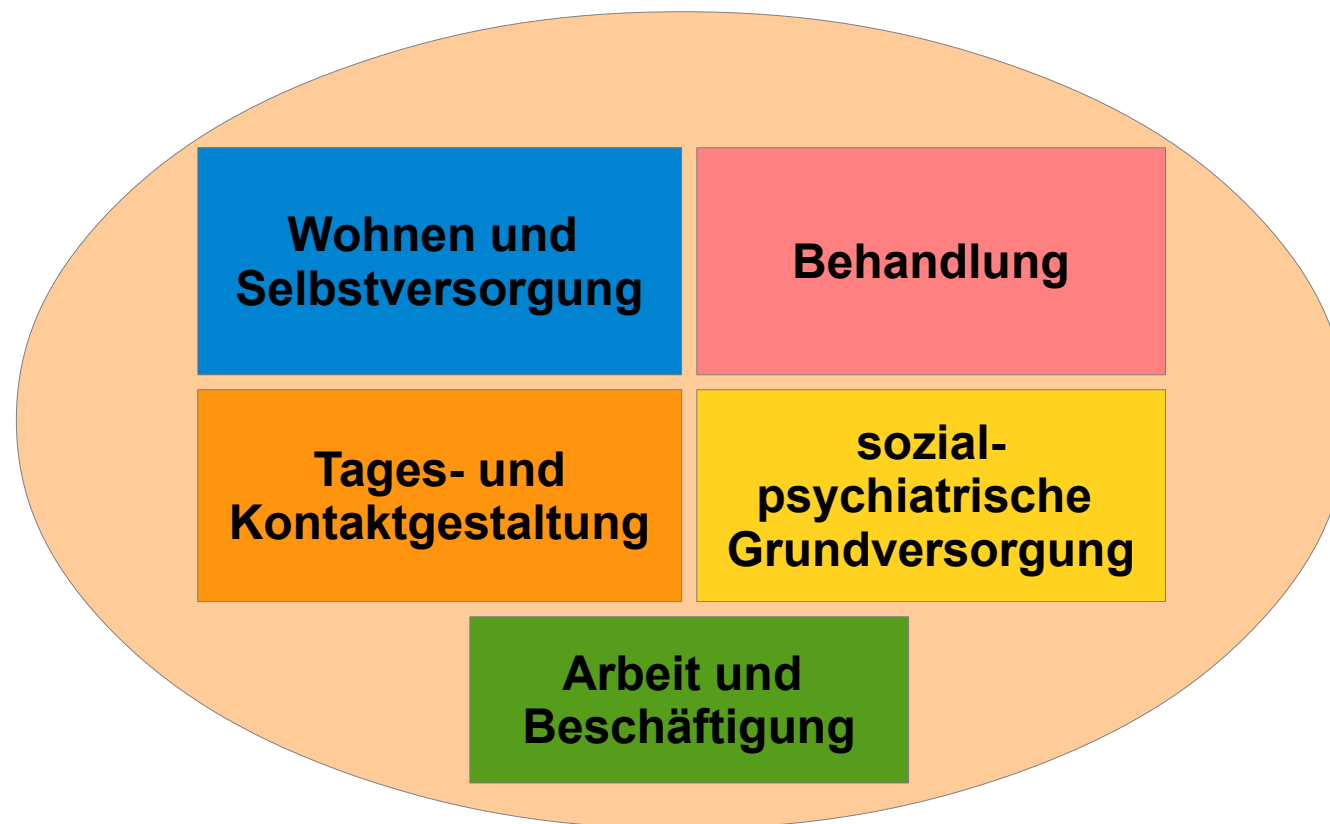 Wohnen und
Selbstversorgung
Behandlung
Tages- und
Kontaktgestaltung
sozial-
psychiatrische
Grundversorgung
Arbeit und
Beschäftigung